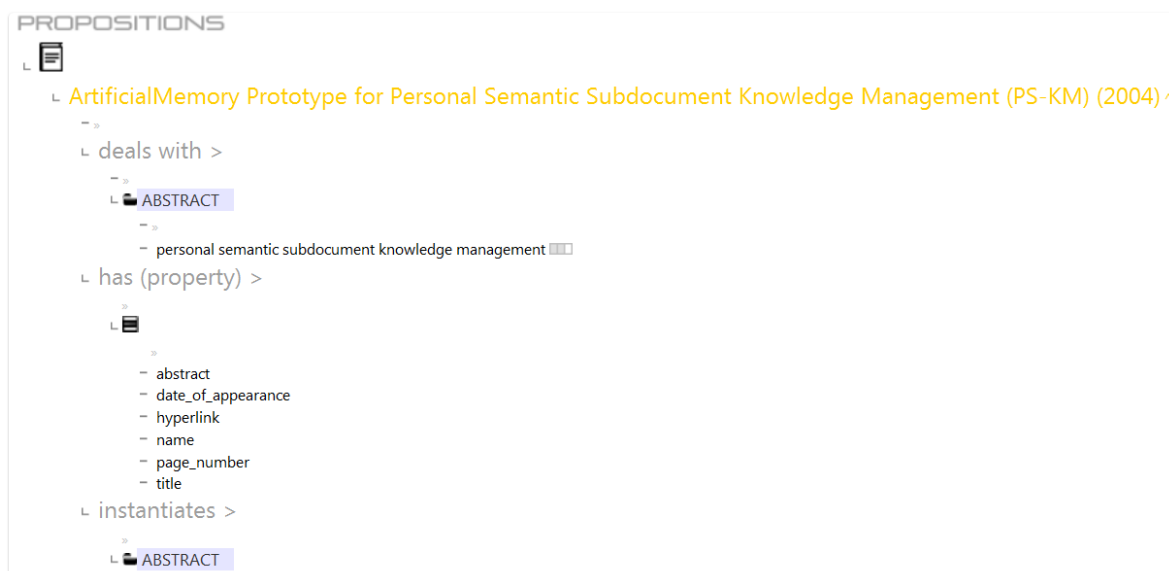 PROPOSITIONS
ArtificialMemory Prototype for Personal Semantic Subdocument Knowledge Management (PS-KM) (2004)
»
deals with >
»
ABSTRACT
»
personal semantic subdocument knowledge management
has (property) >
»
»
abstract
date_of_appearance
hyperlink
name
page_number
title
instantiates >
»
ABSTRACT